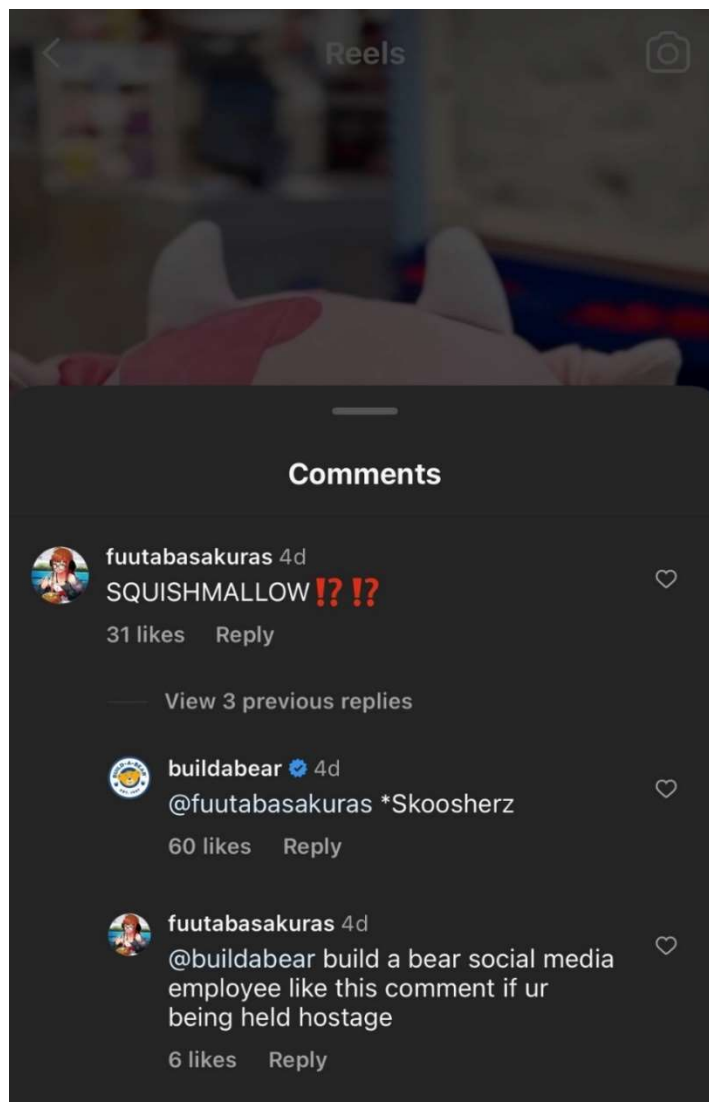 Reels
Comments
fuutabasakuras 4d
SQUISHMALLOW⁉️⁉️
31 likes Reply
View 3 previous replies
buildabear 4d
@fuutabasakuras *Skoosherz
60 likes Reply
fuutabasakuras 4d
@buildabear build a bear social media
employee like this comment if ur
being held hostage
6 likes Reply